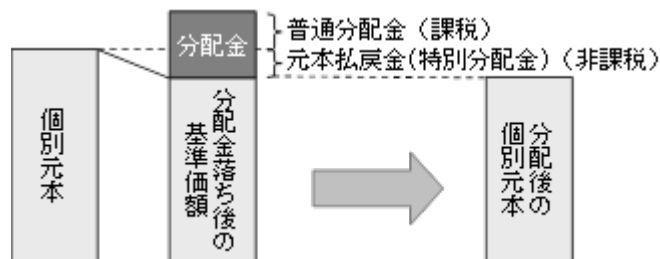 普通分配金（課税）
分配金
元本払戻金(特別分配金)（非課税）
個別元本
分配金落ち後の
基準価額
分配後の
個別元本